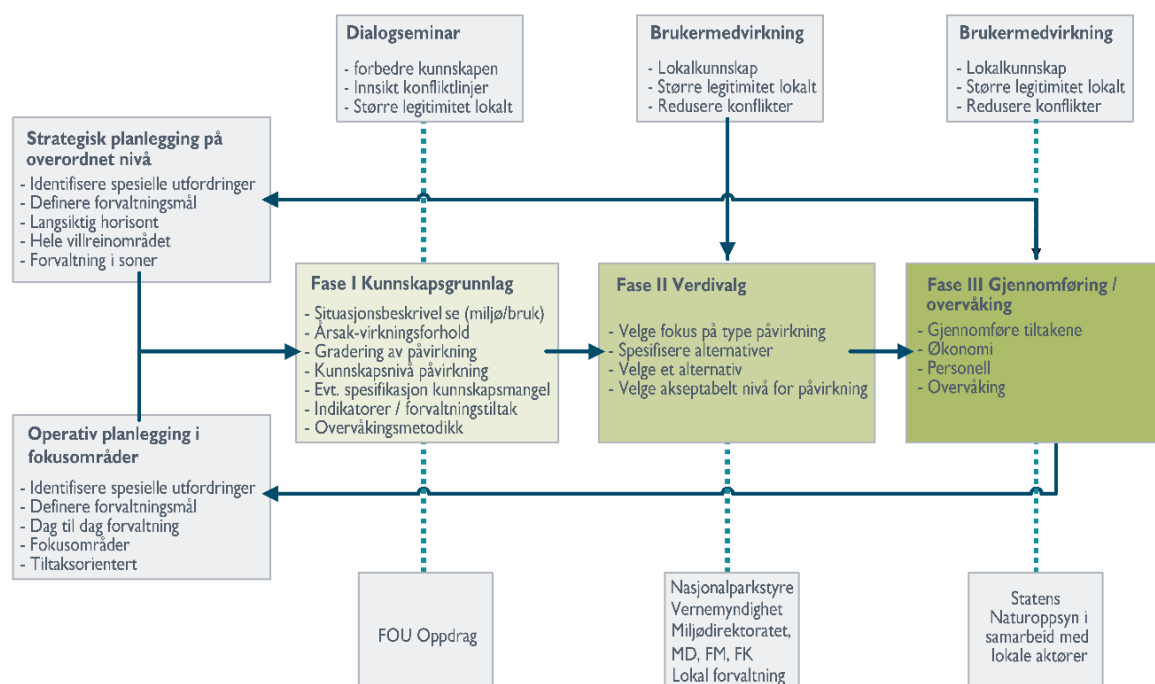 Dialogseminar
- forbedre kunnskapen
- Innsikt konfliktlinjer
- Større legitimitet lokalt
Brukermedvirkning
- Lokalkunnskap
- Større legitimitet lokalt
- Redusere konflikter
Brukermedvirkning
- Lokalkunnskap
- Større legitimitet lokalt
- Redusere konflikter
Strategisk planlegging på
overordnet nivå
- Identifisere spesielle utfordringer
- Definere forvaltningsmål
- Langsiktig horisont
- Hele villreinområdet
- Forvaltning i soner
Fase I Kunnskapsgrunnlag
- Situasjonsbeskrivelse (miljø/bruk)
- Årsak-virkningsforhold
- Gradering av påvirkning
- Kunnskapsnivå påvirkning
- Evt. spesifikasjon kunnskapsmangel
- Indikatorer / forvaltningstiltak
- Overvåkingsmetodikk
Fase II Verdivalg
- Velge fokus på type påvirkning
- Spesifisere alternativer
- Velge et alternativ
- Velge akseptabelt nivå for påvirkning
Fase III Gjennomføring /
overvåking
- Gjennomføre tiltakene
- Økonomi
- Personell
- Overvåking
Operativ planlegging i
fokusområder
- Identifisere spesielle utfordringer
- Definere forvaltningsmål
- Dag til dag forvaltning
- Fokusområder
- Tiltaksorientert
FOU Oppdrag
Nasjonalparkstyre
Vernemyndighet
Miljødirektoratet,
MD, FM, FK
Lokal forvaltning
Statens
Naturoppsyn i
samarbeid med
lokale aktører